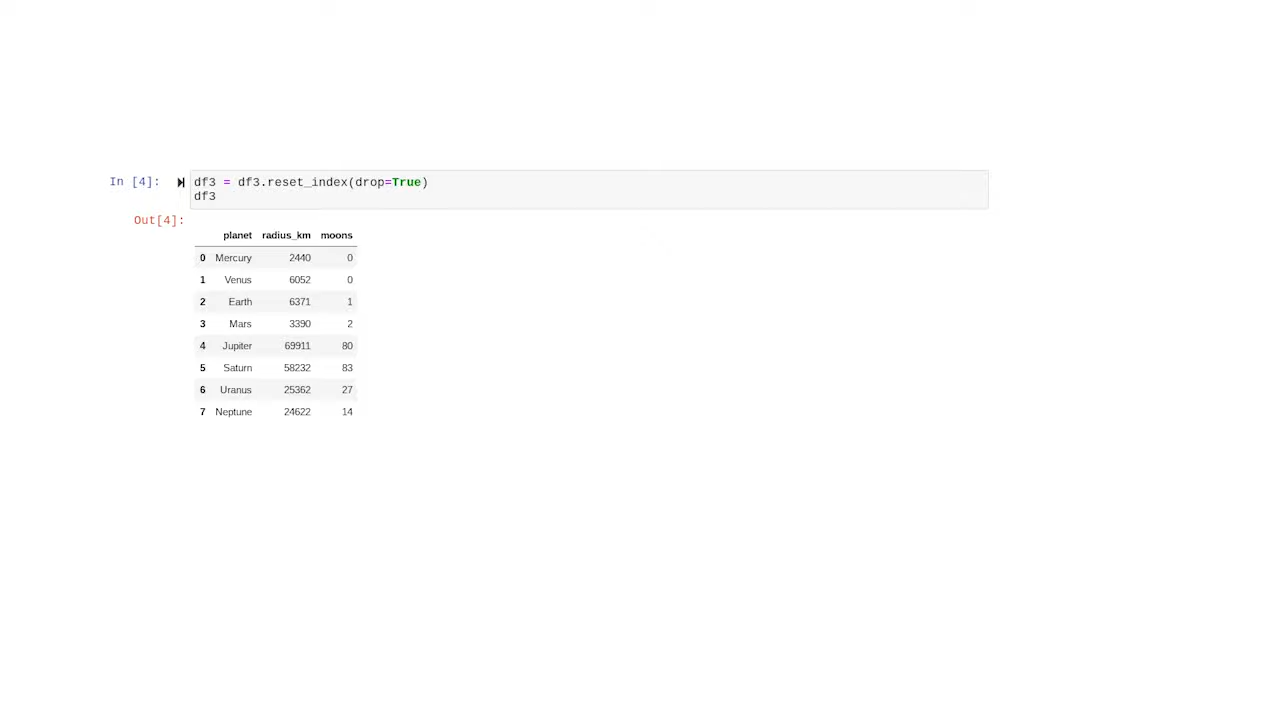 In [4]: df3 = df3.reset_index(drop=True)
df3
Out[4]:
planet radius_km moons
0 Mercury 2440 0
1 Venus 6052 0
2 Earth 6371 1
3 Mars 3390 2
4 Jupiter 69911 80
5 Saturn 58232 83
6 Uranus 25362 27
7 Neptune 24622 14